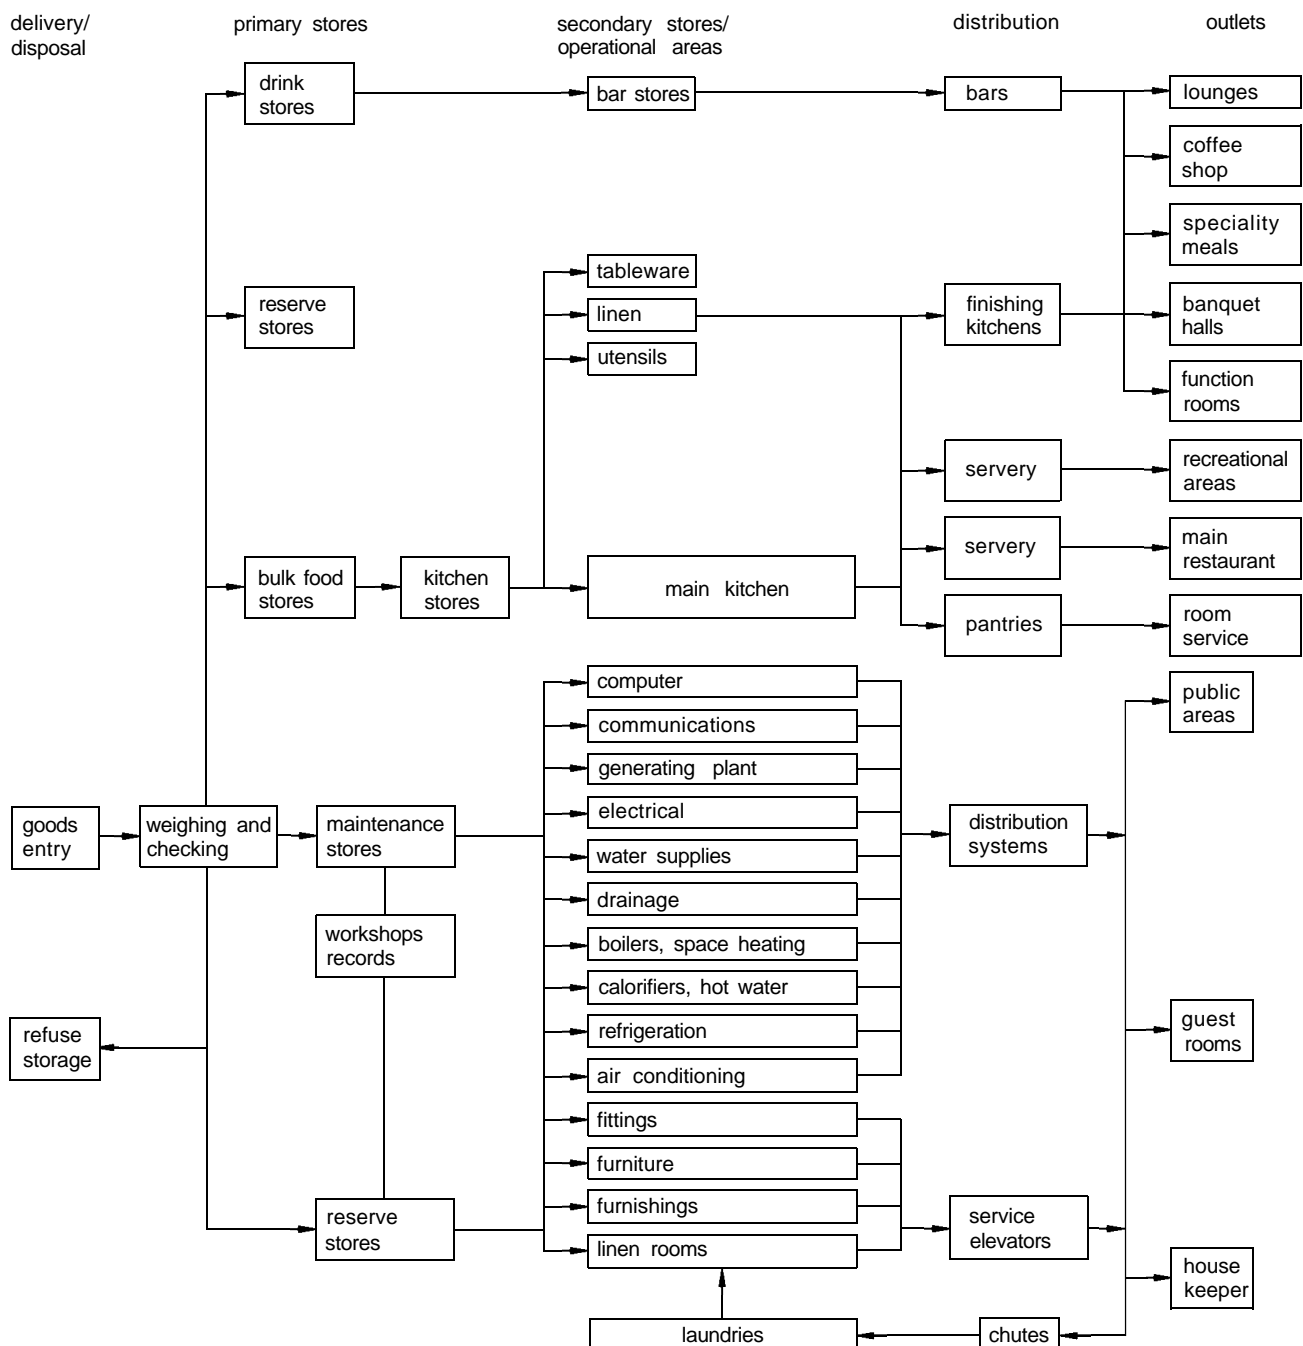 delivery/
disposal
primary stores
secondary stores/
operational areas
distribution
outlets
drink
stores
bar stores
bars
lounges
coffee
shop
speciality
meals
tableware
reserve
stores
linen
finishing
kitchens
banquet
halls
utensils
function
rooms
servery
recreational
areas
servery
main
restaurant
bulk food
stores
kitchen
stores
main kitchen
pantries
room
service
computer
public
areas
communications
generating plant
goods
entry
weighing and
checking
maintenance
stores
electrical
distribution
systems
water supplies
drainage
workshops
records
boilers, space heating
calorifiers, hot water
refuse
storage
refrigeration
guest
rooms
air conditioning
fittings
furniture
furnishings
reserve
stores
service
elevators
linen rooms
house
keeper
laundries
chutes